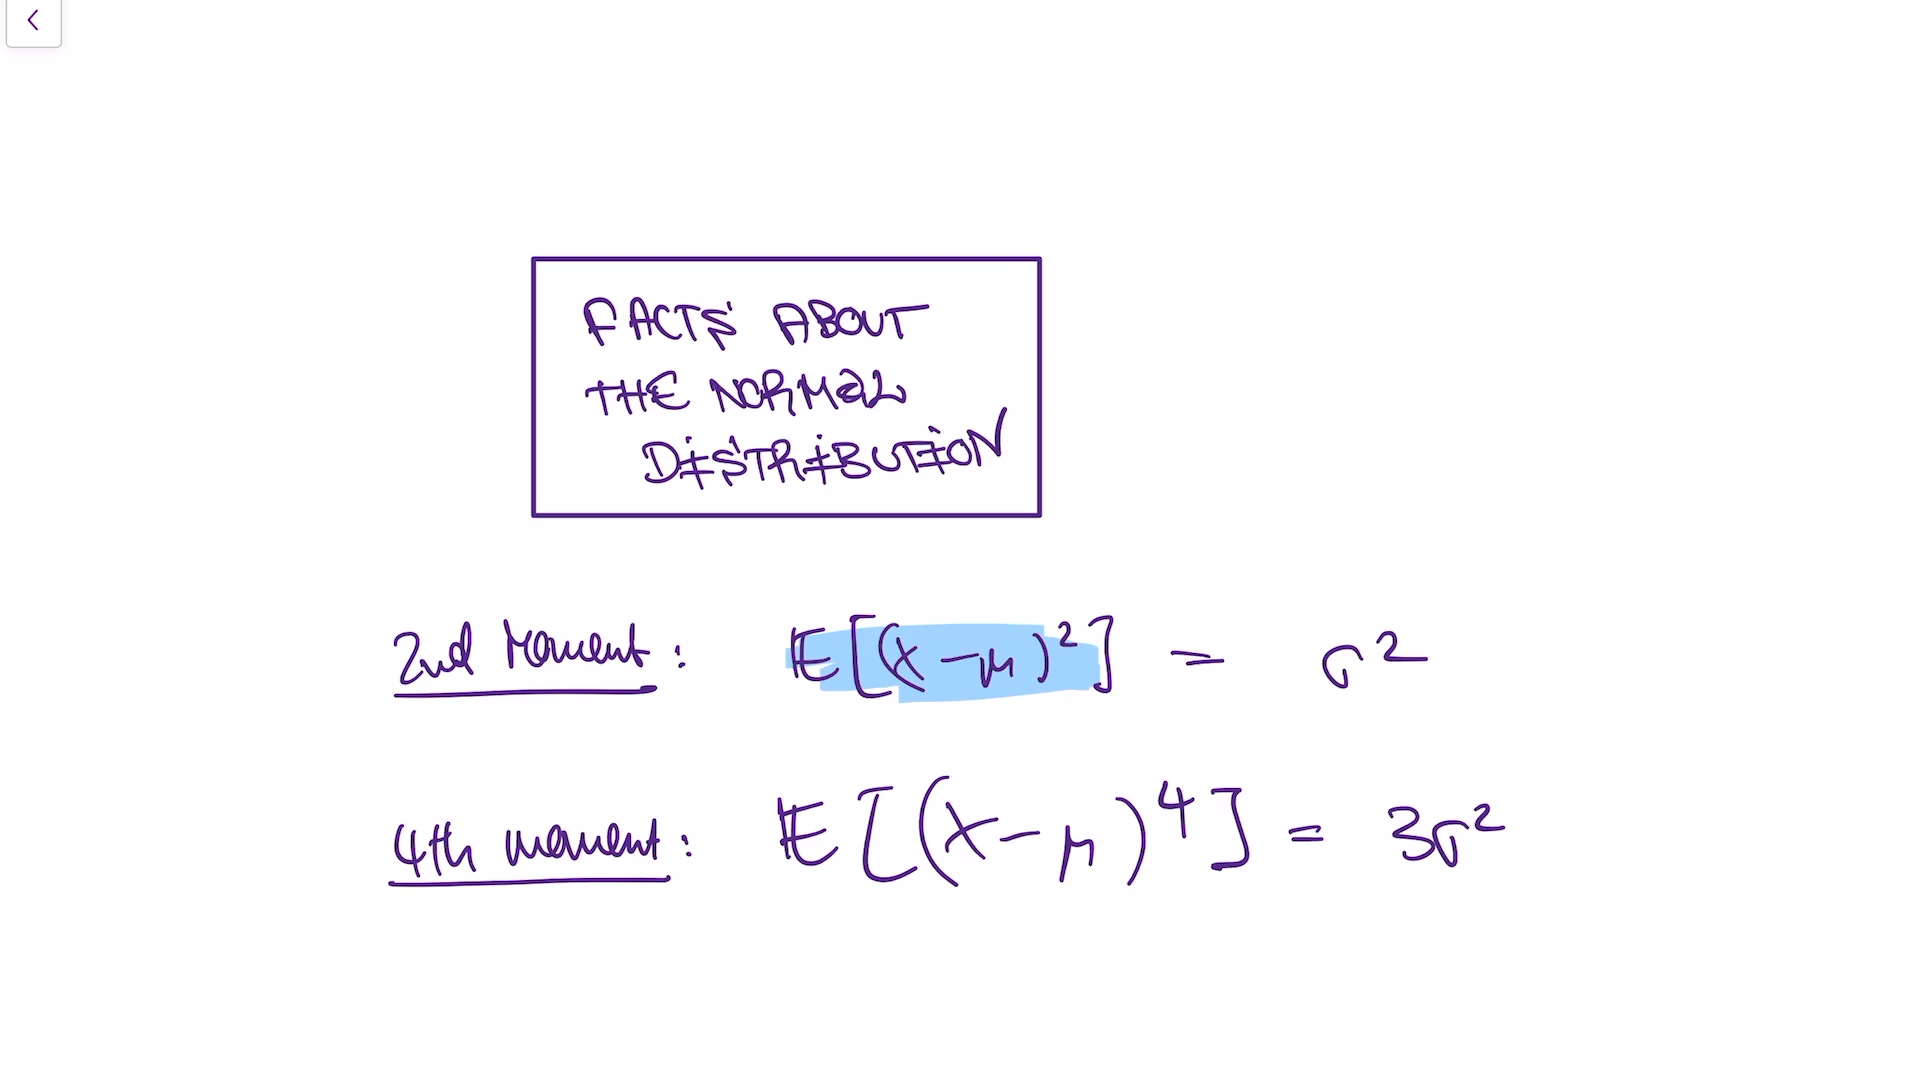 FACTS ABOUT
THE NORMAL
DISTRIBUTION
2nd Moment: 𝔼[(x-μ)²] = σ²
4th moment: 𝔼[(x-μ)⁴] = 3σ²